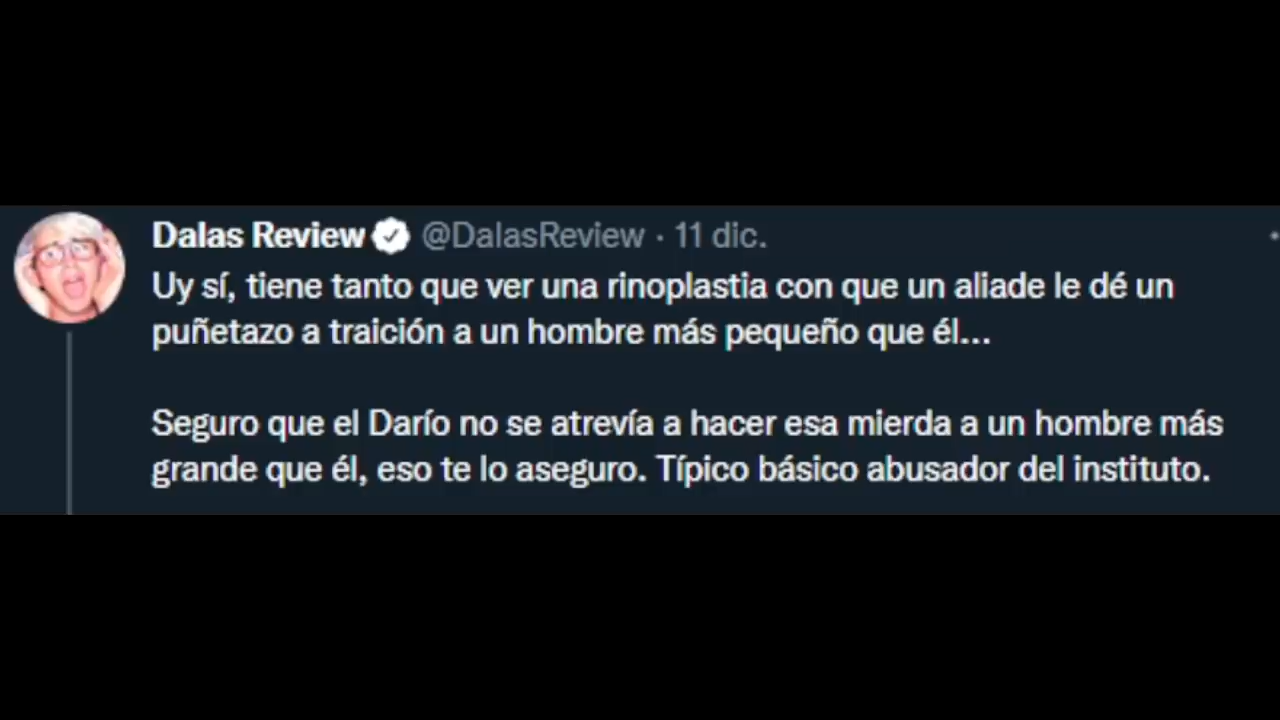 Dalas Review @DalasReview · 11 dic.
Uy sí, tiene tanto que ver una rinoplastia con que un aliade le dé un
puñetazo a traición a un hombre más pequeño que él...
Seguro que el Darío no se atrevía a hacer esa mierda a un hombre más
grande que él, eso te lo aseguro. Típico básico abusador del instituto.